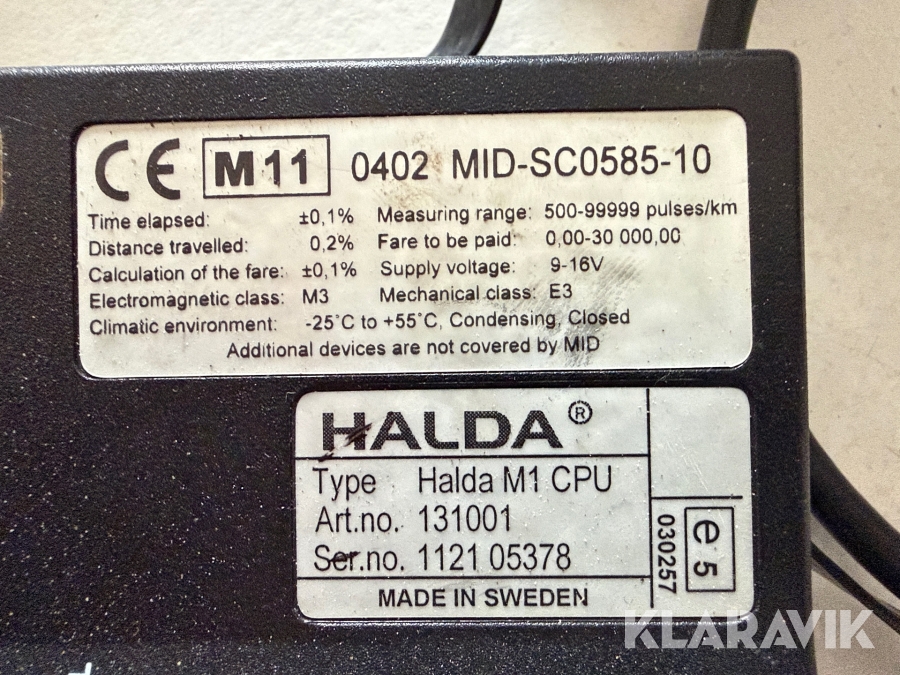 CE M11 0402 MID-SC0585-10
Time elapsed: ±0,1% Measuring range: 500-99999 pulses/km
Distance travelled: 0,2% Fare to be paid: 0,00-30 000,00
Calculation of the fare: ±0,1% Supply voltage: 9-16V
Electromagnetic class: M3 Mechanical class: E3
Climatic environment: -25°C to +55°C, Condensing, Closed
Additional devices are not covered by MID
HALDA®
Type Halda M1 CPU
Art.no. 131001
Ser.no. 1121 05378
MADE IN SWEDEN
e5
030257
KLARAVIK